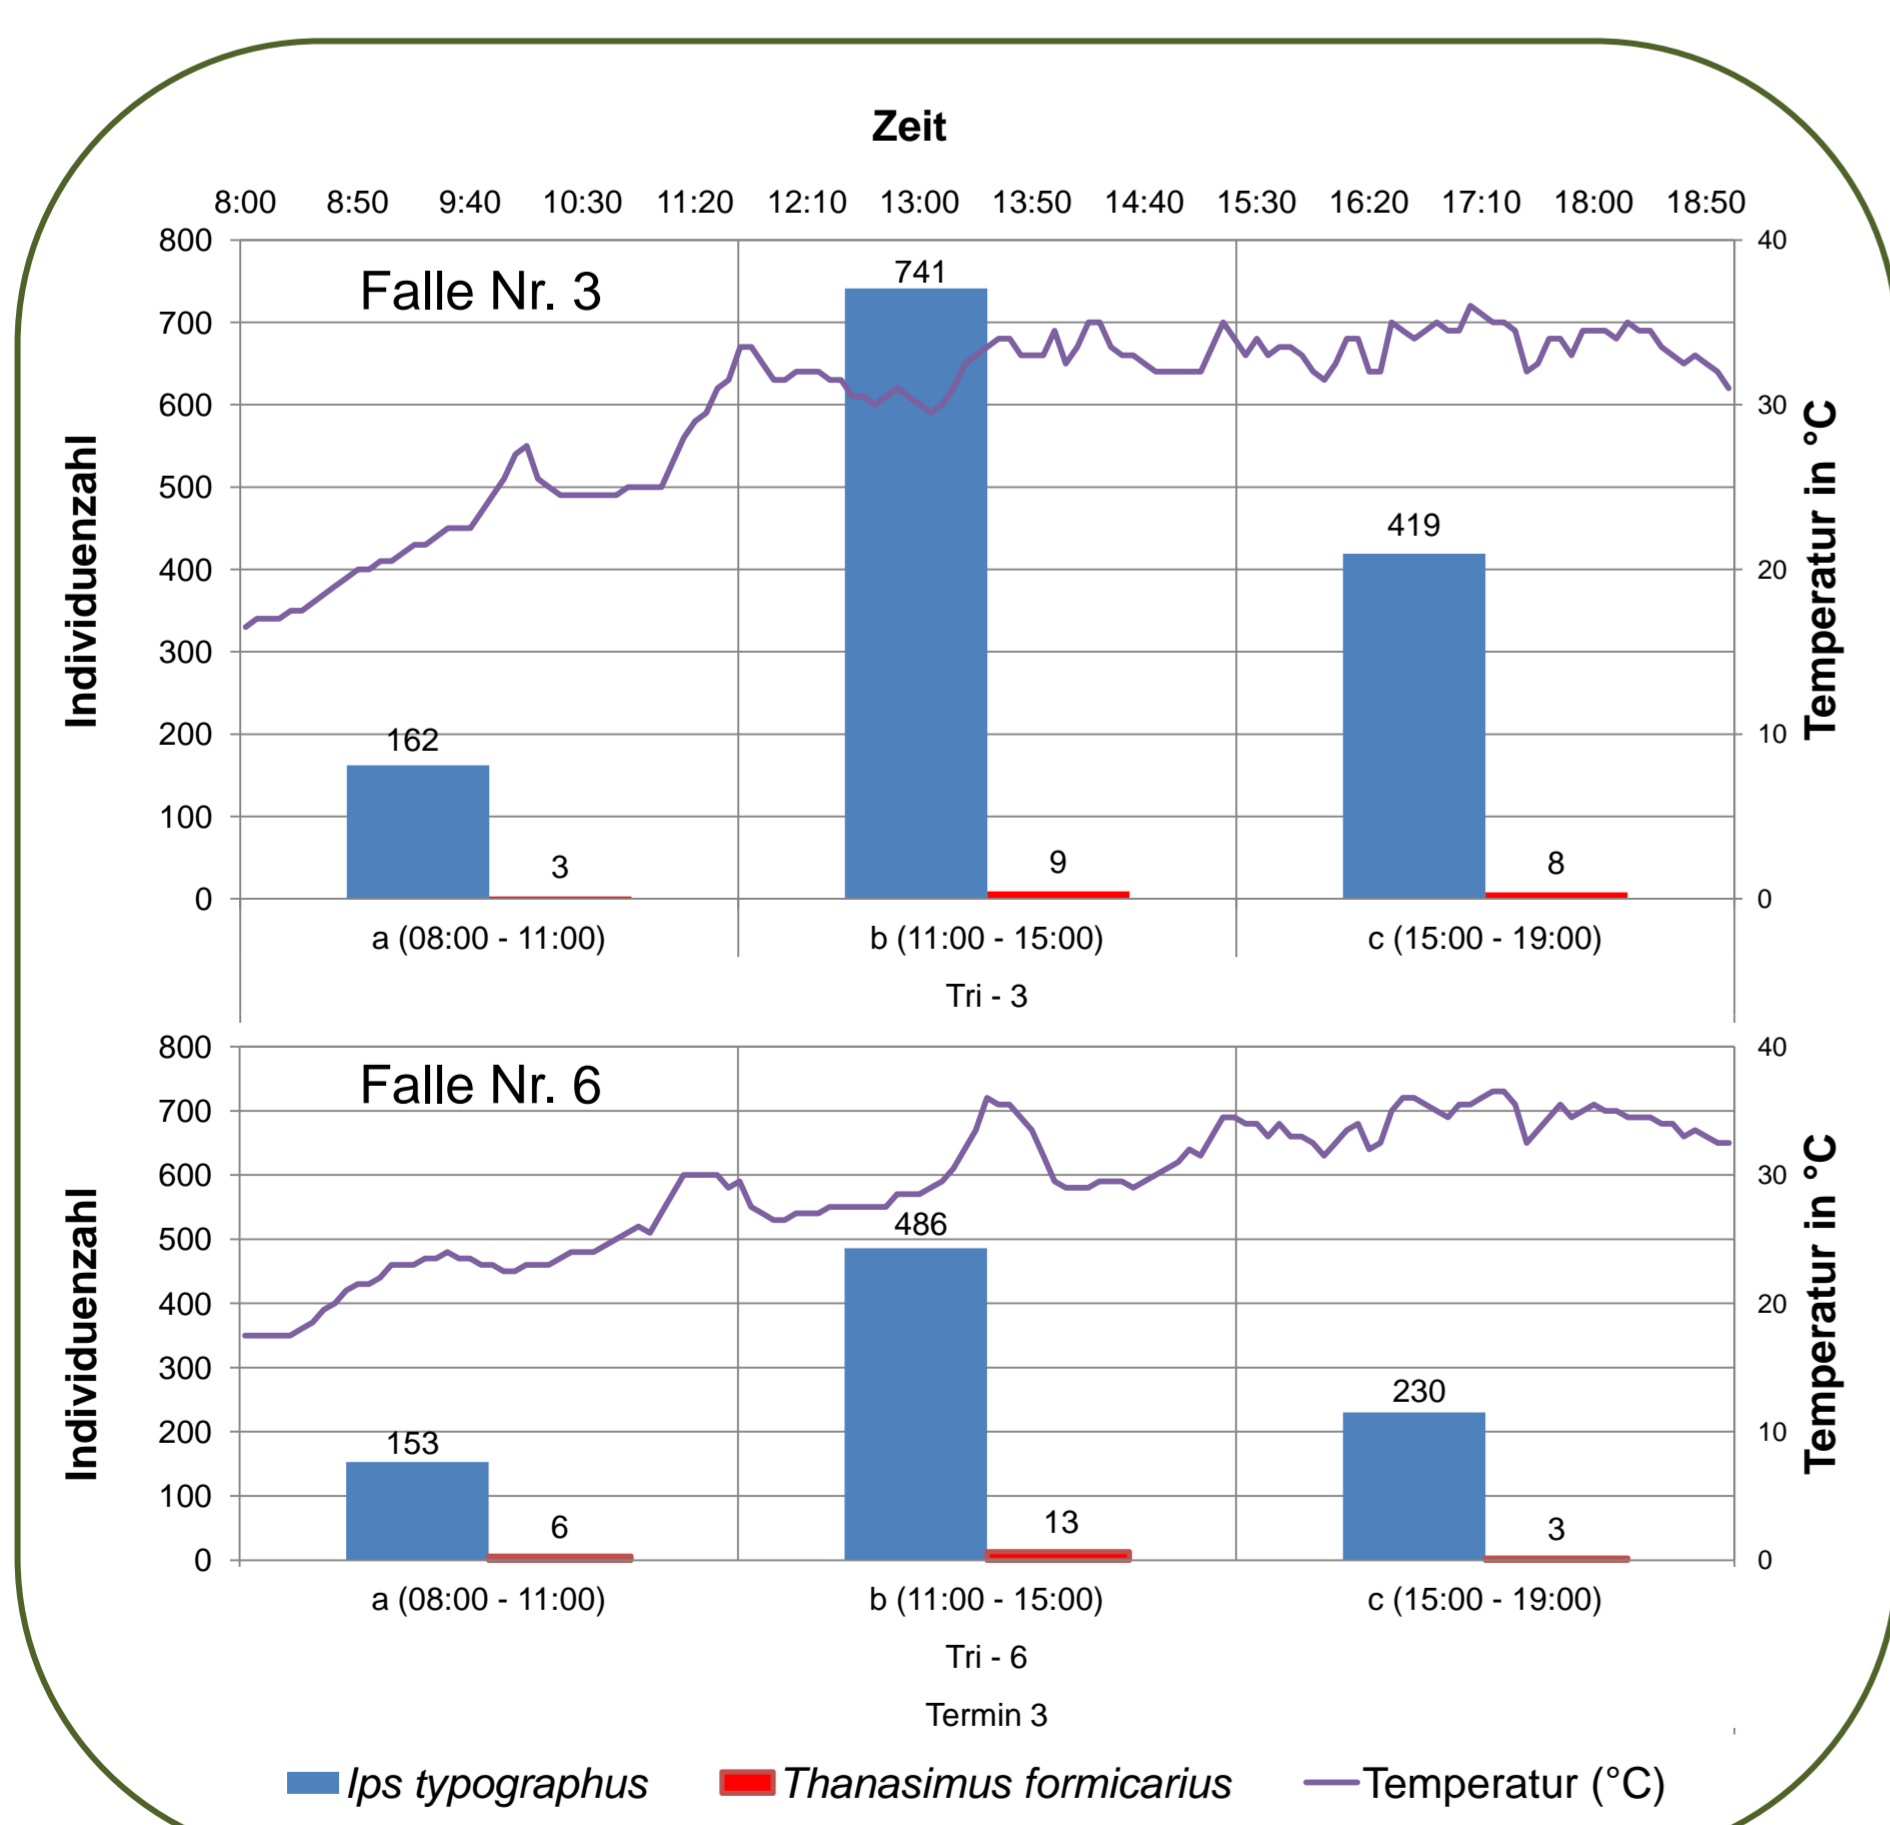 Zeit
8:00 8:50 9:40 10:30 11:20 12:10 13:00 13:50 14:40 15:30 16:20 17:10 18:00 18:50
Falle Nr. 3
Individuenzahl
800
700
600
500
400
300
200
100
0
162
3
741
9
419
8
40
30
20
10
0
Temperatur in °C
a (08:00 - 11:00) b (11:00 - 15:00) c (15:00 - 19:00)
Tri - 3
Falle Nr. 6
Individuenzahl
800
700
600
500
400
300
200
100
0
153
6
486
13
230
3
40
30
20
10
0
Temperatur in °C
a (08:00 - 11:00) b (11:00 - 15:00) c (15:00 - 19:00)
Tri - 6
Termin 3
Ips typographus Thanasimus formicarius Temperatur (°C)